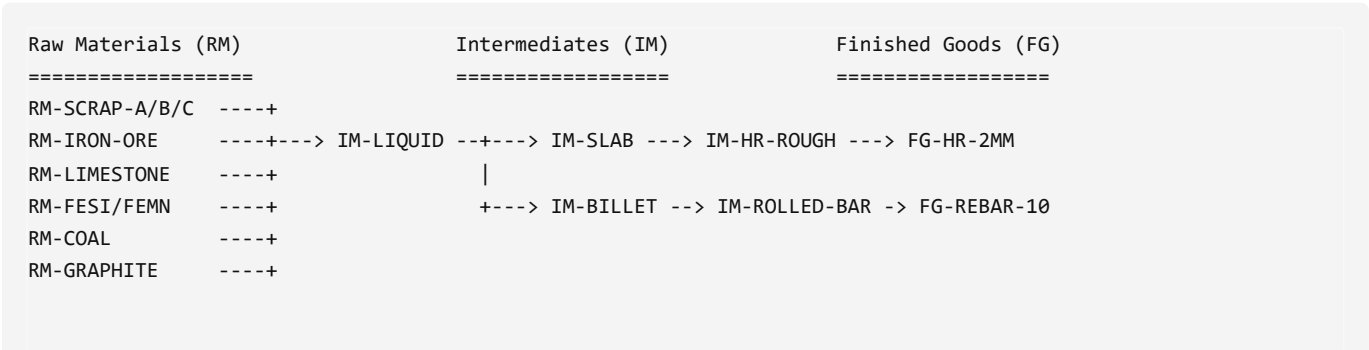 Raw Materials (RM)                  Intermediates (IM)              Finished Goods (FG)
===================                 ==================              ==================
RM-SCRAP-A/B/C  ----+
RM-IRON-ORE     ----+---> IM-LIQUID --+---> IM-SLAB ---> IM-HR-ROUGH ---> FG-HR-2MM
RM-LIMESTONE    ----+                 |
RM-FESI/FEMN    ----+                 +---> IM-BILLET --> IM-ROLLED-BAR -> FG-REBAR-10
RM-COAL         ----+
RM-GRAPHITE     ----+